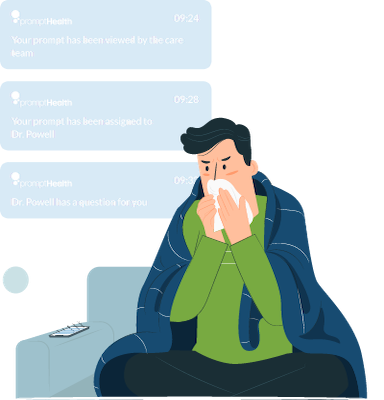 promptHealth
09:24
Your prompt has been viewed by the care
team
promptHealth
09:28
Your prompt has been assigned to
Dr. Powell
promptHealth
Dr. Powell has a question for you